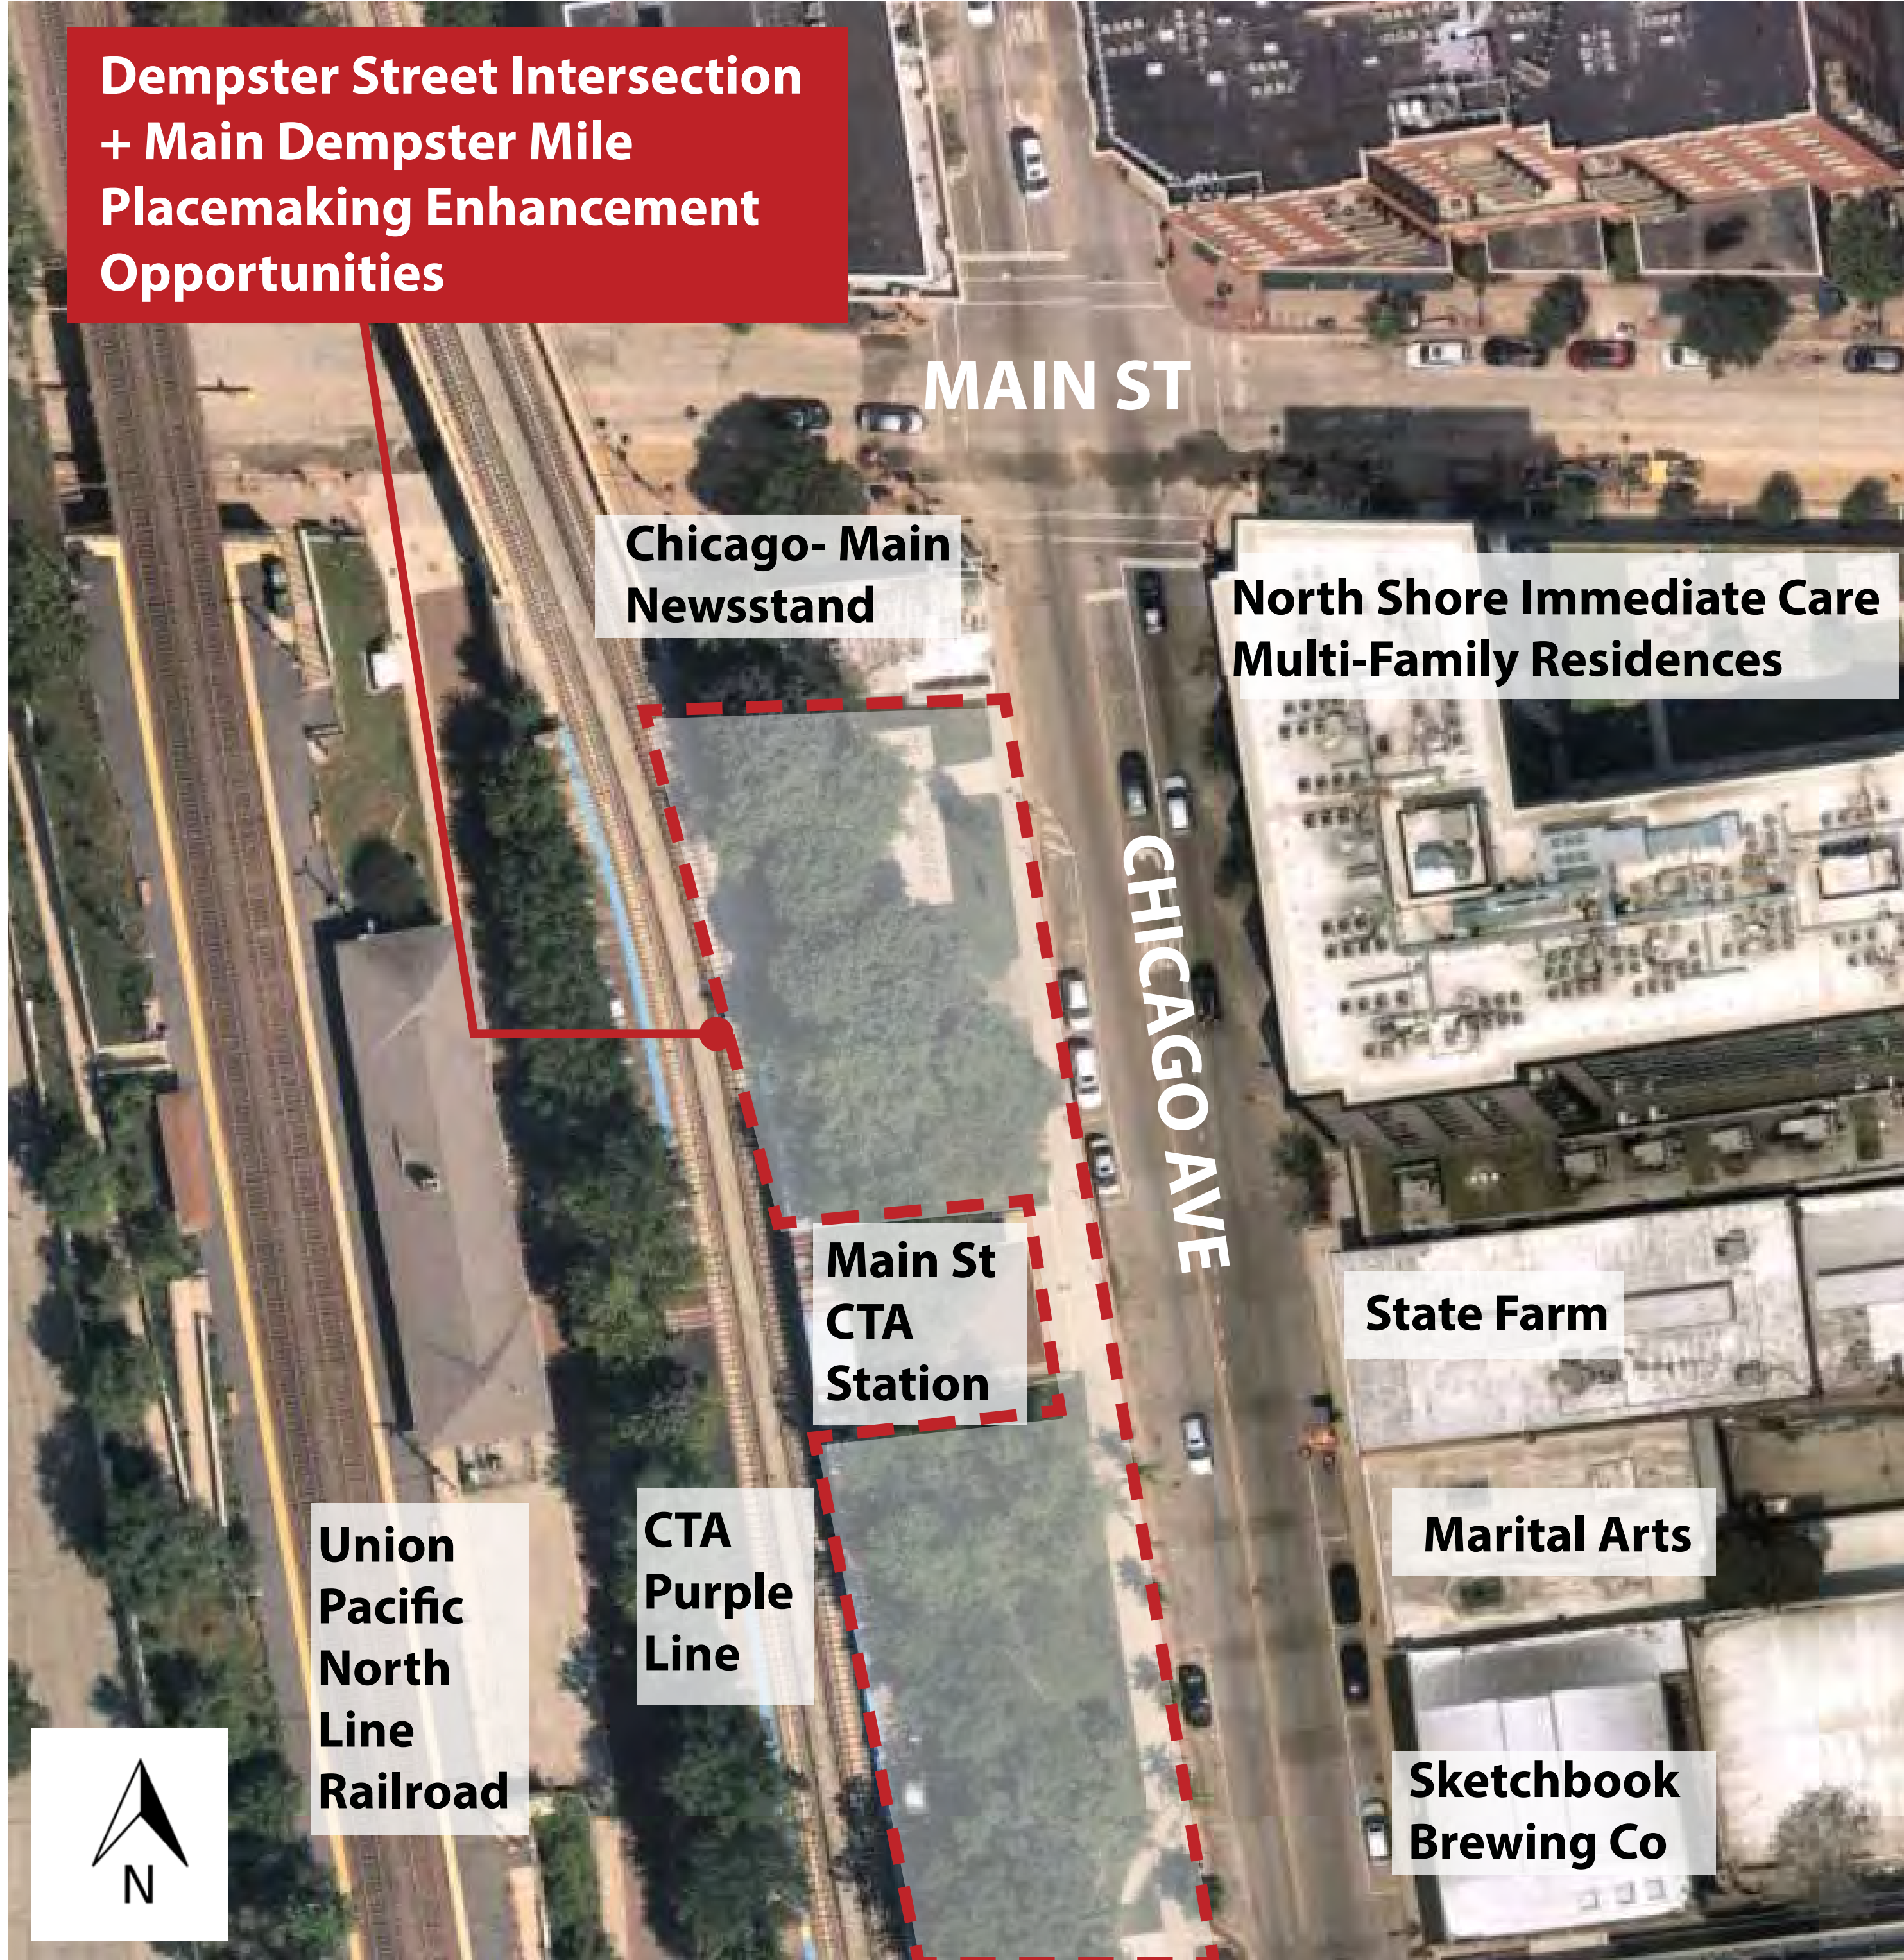 Dempster Street Intersection
+ Main Dempster Mile
Placemaking Enhancement
Opportunities
MAIN ST
Chicago- Main
Newsstand
North Shore Immediate Care
Multi-Family Residences
CHICAGO AVE
Main St
CTA
Station
State Farm
Union
Pacific
North
Line
Railroad
CTA
Purple
Line
Marital Arts
Sketchbook
Brewing Co
N